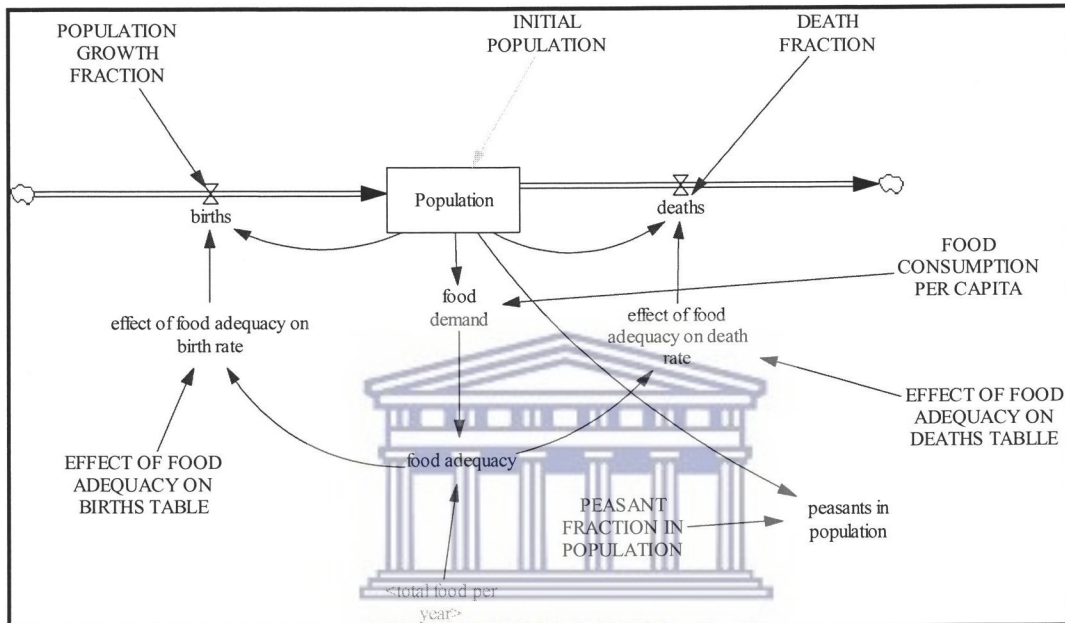 POPULATION
GROWTH
FRACTION
INITIAL
POPULATION
DEATH
FRACTION
Population
births
deaths
FOOD
CONSUMPTION
PER CAPITA
food
demand
effect of food
adequacy on death
rate
effect of food adequacy on
birth rate
EFFECT OF FOOD
ADEQUACY ON
DEATHS TABLLE
food adequacy
EFFECT OF FOOD
ADEQUACY ON
BIRTHS TABLE
PEASANT
FRACTION IN
POPULATION
peasants in
population
<total food per
year>